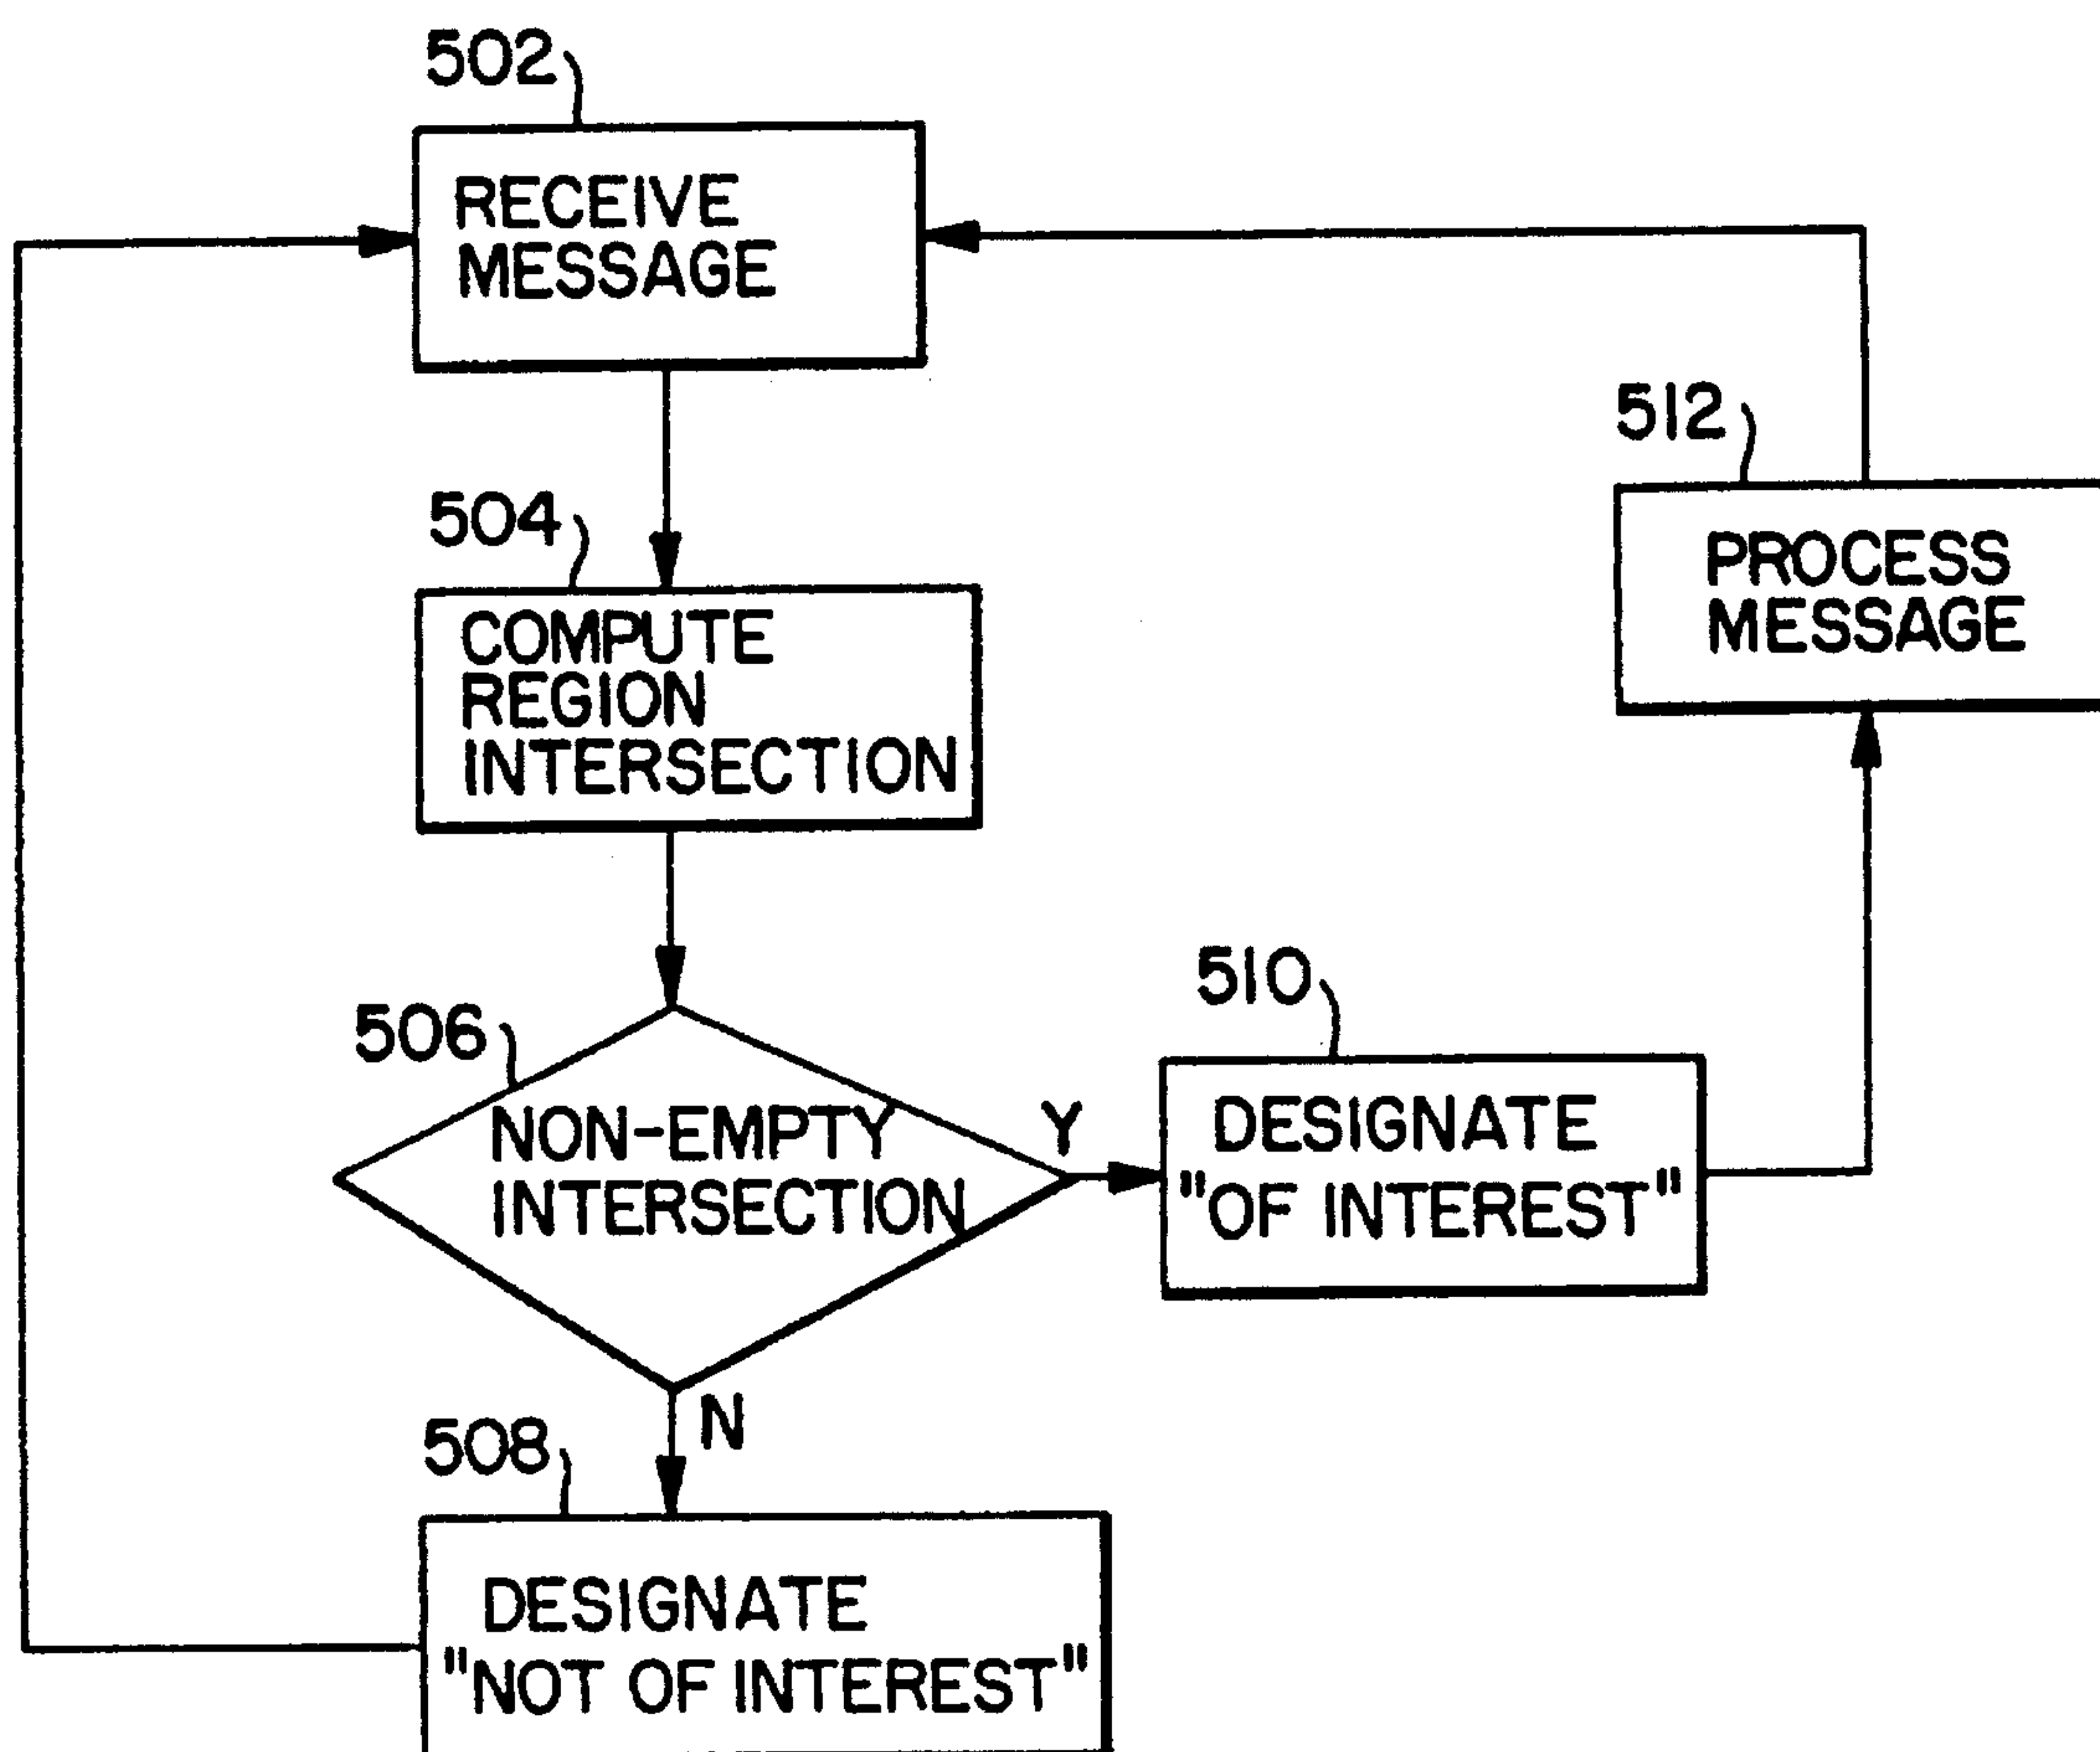 502
RECEIVE
MESSAGE
504
COMPUTE
REGION
INTERSECTION
506
NON-EMPTY
INTERSECTION
Y
N
508
DESIGNATE
"NOT OF INTEREST"
510
DESIGNATE
"OF INTEREST"
512
PROCESS
MESSAGE